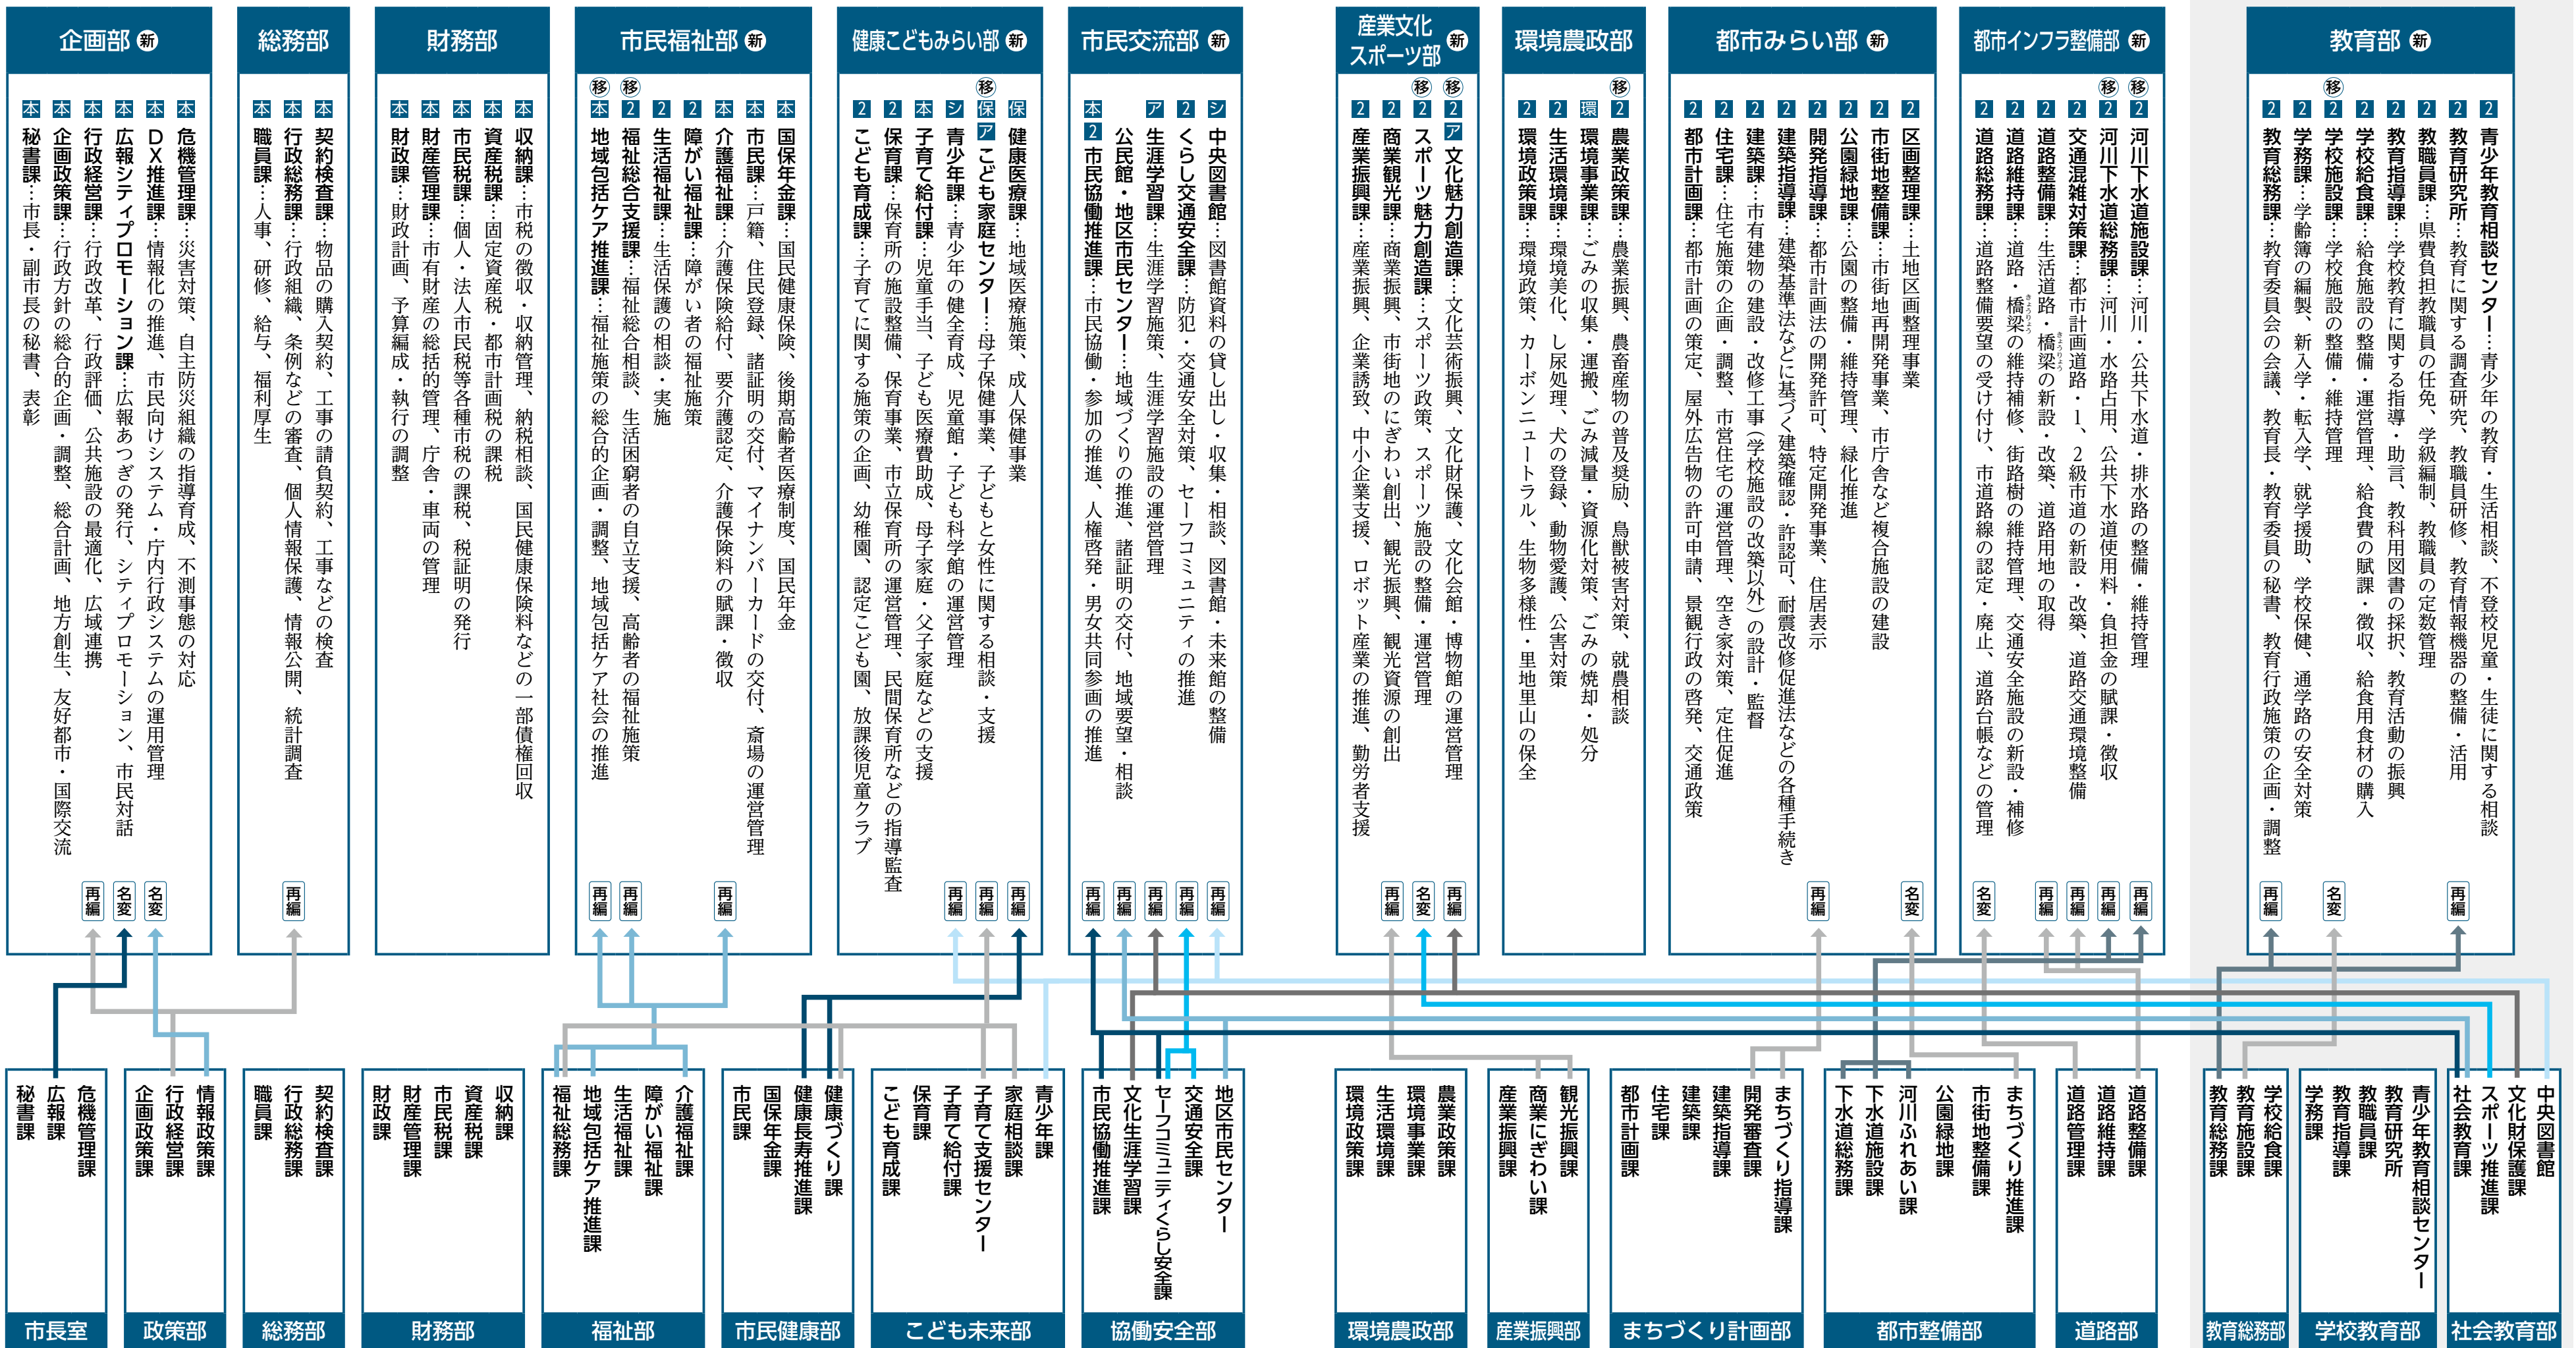 企画部 新
本 秘書課…市長・副市長の秘書、表彰
本 企画政策課…行政方針の総合的企画・調整、総合計画、地方創生、友好都市・国際交流
本 行政経営課…行政改革、行政評価、公共施設の最適化、広域連携
本 広報シティプロモーション課…広報あつぎの発行、シティプロモーション、市民対話
本 DX推進課…情報化の推進、市民向けシステム・庁内行政システムの運用管理
本 危機管理課…災害対策、自主防災組織の指導育成、不測事態の対応
再編
名変
名変
総務部
本 職員課…人事、研修、給与、福利厚生
本 行政総務課…行政組織、条例などの審査、個人情報保護、情報公開、統計調査
本 契約検査課…物品の購入契約、工事の請負契約、工事などの検査
再編
財務部
本 財政課…財政計画、予算編成・執行の調整
本 財産管理課…市有財産の総括的管理、庁舎・車両の管理
本 市民税課…個人・法人市民税等各種市税の課税、税証明の発行
本 資産税課…固定資産税・都市計画税の課税
本 収納課…市税の徴収・収納管理、納税相談、国民健康保険料などの一部債権回収
市民福祉部 新
移 本 地域包括ケア推進課…福祉施策の総合的企画・調整、地域包括ケア社会の推進
移 2 福祉総合支援課…福祉総合相談、生活困窮者の自立支援、高齢者の福祉施策
2 生活福祉課…生活保護の相談・実施
2 障がい福祉課…障がい者の福祉施策
本 介護福祉課…介護保険給付、要介護認定、介護保険料の賦課・徴収
本 市民課…戸籍、住民登録、諸証明の交付、マイナンバーカードの交付、斎場の運営管理
本 国保年金課…国民健康保険、後期高齢者医療制度、国民年金
再編
再編
再編
健康こどもみらい部 新
2 こども育成課…子育てに関する施策の企画、幼稚園、認定こども園、放課後児童クラブ
2 保育課…保育所の施設整備、保育事業、市立保育所の運営管理、民間保育所などの指導監査
本 子育て給付課…児童手当、子ども医療費助成、母子家庭・父子家庭などの支援
シ 青少年課…青少年の健全育成、児童館・子ども科学館の運営管理
移 保 ア こども家庭センター…母子保健事業、子どもと女性に関する相談・支援
保 健康医療課…地域医療施策、成人保健事業
再編
再編
再編
市民交流部 新
本 2 市民協働推進課…市民協働・参加の推進、人権啓発・男女共同参画の推進
公民館・地区市民センター…地域づくりの推進、諸証明の交付、地域要望・相談
ア 生涯学習課…生涯学習施策、生涯学習施設の運営管理
2 くらし交通安全課…防犯・交通安全対策、セーフコミュニティの推進
シ 中央図書館…図書館資料の貸し出し・収集・相談、図書館・未来館の整備
再編
再編
再編
再編
再編
産業文化
スポーツ部 新
2 産業振興課…産業振興、企業誘致、中小企業支援、ロボット産業の推進、勤労者支援
2 商業観光課…商業振興、市街地のにぎわい創出、観光振興、観光資源の創出
移 2 スポーツ魅力創造課…スポーツ政策、スポーツ施設の整備・運営管理
移 2 ア 文化魅力創造課…文化芸術振興、文化財保護、文化会館・博物館の運営管理
再編
名変
再編
環境農政部
2 環境政策課…環境政策、カーボンニュートラル、生物多様性・里地里山の保全
2 生活環境課…環境美化、し尿処理、犬の登録、動物愛護、公害対策
環 環境事業課…ごみの収集・運搬、ごみ減量・資源化対策、ごみの焼却・処分
移 2 農業政策課…農業振興、農畜産物の普及奨励、鳥獣被害対策、就農相談
都市みらい部 新
2 都市計画課…都市計画の策定、屋外広告物の許可申請、景観行政の啓発、交通政策
2 住宅課…住宅施策の企画・調整、市営住宅の運営管理、空き家対策、定住促進
2 建築課…市有建物の建設・改修工事（学校施設の改築以外）の設計・監督
2 建築指導課…建築基準法などに基づく建築確認・許認可、耐震改修促進法などの各種手続き
2 開発指導課…都市計画法の開発許可、特定開発事業、住居表示
2 公園緑地課…公園の整備・維持管理、緑化推進
2 市街地整備課…市街地再開発事業、市庁舎など複合施設の建設
2 区画整理課…土地区画整理事業
再編
名変
都市インフラ整備部 新
2 道路総務課…道路整備要望の受け付け、市道路線の認定・廃止、道路台帳などの管理
2 道路維持課…道路・橋梁きょうりょうの維持補修、街路樹の維持管理、交通安全施設の新設・補修
2 道路整備課…生活道路・橋梁きょうりょうの新設・改築、道路用地の取得
2 交通混雑対策課…都市計画道路・1、2級市道の新設・改築、道路交通環境整備
移 2 河川下水道総務課…河川・水路占用、公共下水道使用料・負担金の賦課・徴収
移 2 河川下水道施設課…河川・公共下水道・排水路の整備・維持管理
名変
再編
再編
再編
再編
教育部 新
2 教育総務課…教育委員会の会議、教育長・教育委員の秘書、教育行政施策の企画・調整
2 学務課…学齢簿の編製、新入学・転入学、就学援助、学校保健、通学路の安全対策
移 2 学校施設課…学校施設の整備・維持管理
2 学校給食課…給食施設の整備・運営管理、給食費の賦課・徴収、給食用食材の購入
2 教育指導課…学校教育に関する指導・助言、教科用図書の採択、教育活動の振興
2 教職員課…県費負担教職員の任免、学級編制、教職員の定数管理
2 教育研究所…教育に関する調査研究、教職員研修、教育情報機器の整備・活用
2 青少年教育相談センター…青少年の教育・生活相談、不登校児童・生徒に関する相談
再編
名変
再編
秘書課
広報課
危機管理課
市長室
企画政策課
行政経営課
情報政策課
政策部
職員課
行政総務課
契約検査課
総務部
財政課
財産管理課
市民税課
資産税課
収納課
財務部
福祉総務課
地域包括ケア推進課
生活福祉課
障がい福祉課
介護福祉課
福祉部
市民課
国保年金課
健康長寿推進課
健康づくり課
市民健康部
こども育成課
保育課
子育て給付課
子育て支援センター
家庭相談課
青少年課
こども未来部
市民協働推進課
文化生涯学習課
セーフコミュニティくらし安全課
交通安全課
地区市民センター
協働安全部
環境政策課
生活環境課
環境事業課
農業政策課
環境農政部
産業振興課
商業にぎわい課
観光振興課
産業振興部
都市計画課
住宅課
建築課
建築指導課
開発審査課
まちづくり指導課
まちづくり計画部
下水道総務課
下水道施設課
河川ふれあい課
公園緑地課
市街地整備課
まちづくり推進課
都市整備部
道路管理課
道路維持課
道路整備課
道路部
教育総務課
教育施設課
学校給食課
教育総務部
学務課
教育指導課
教職員課
教育研究所
青少年教育相談センター
学校教育部
社会教育課
スポーツ推進課
文化財保護課
中央図書館
社会教育部